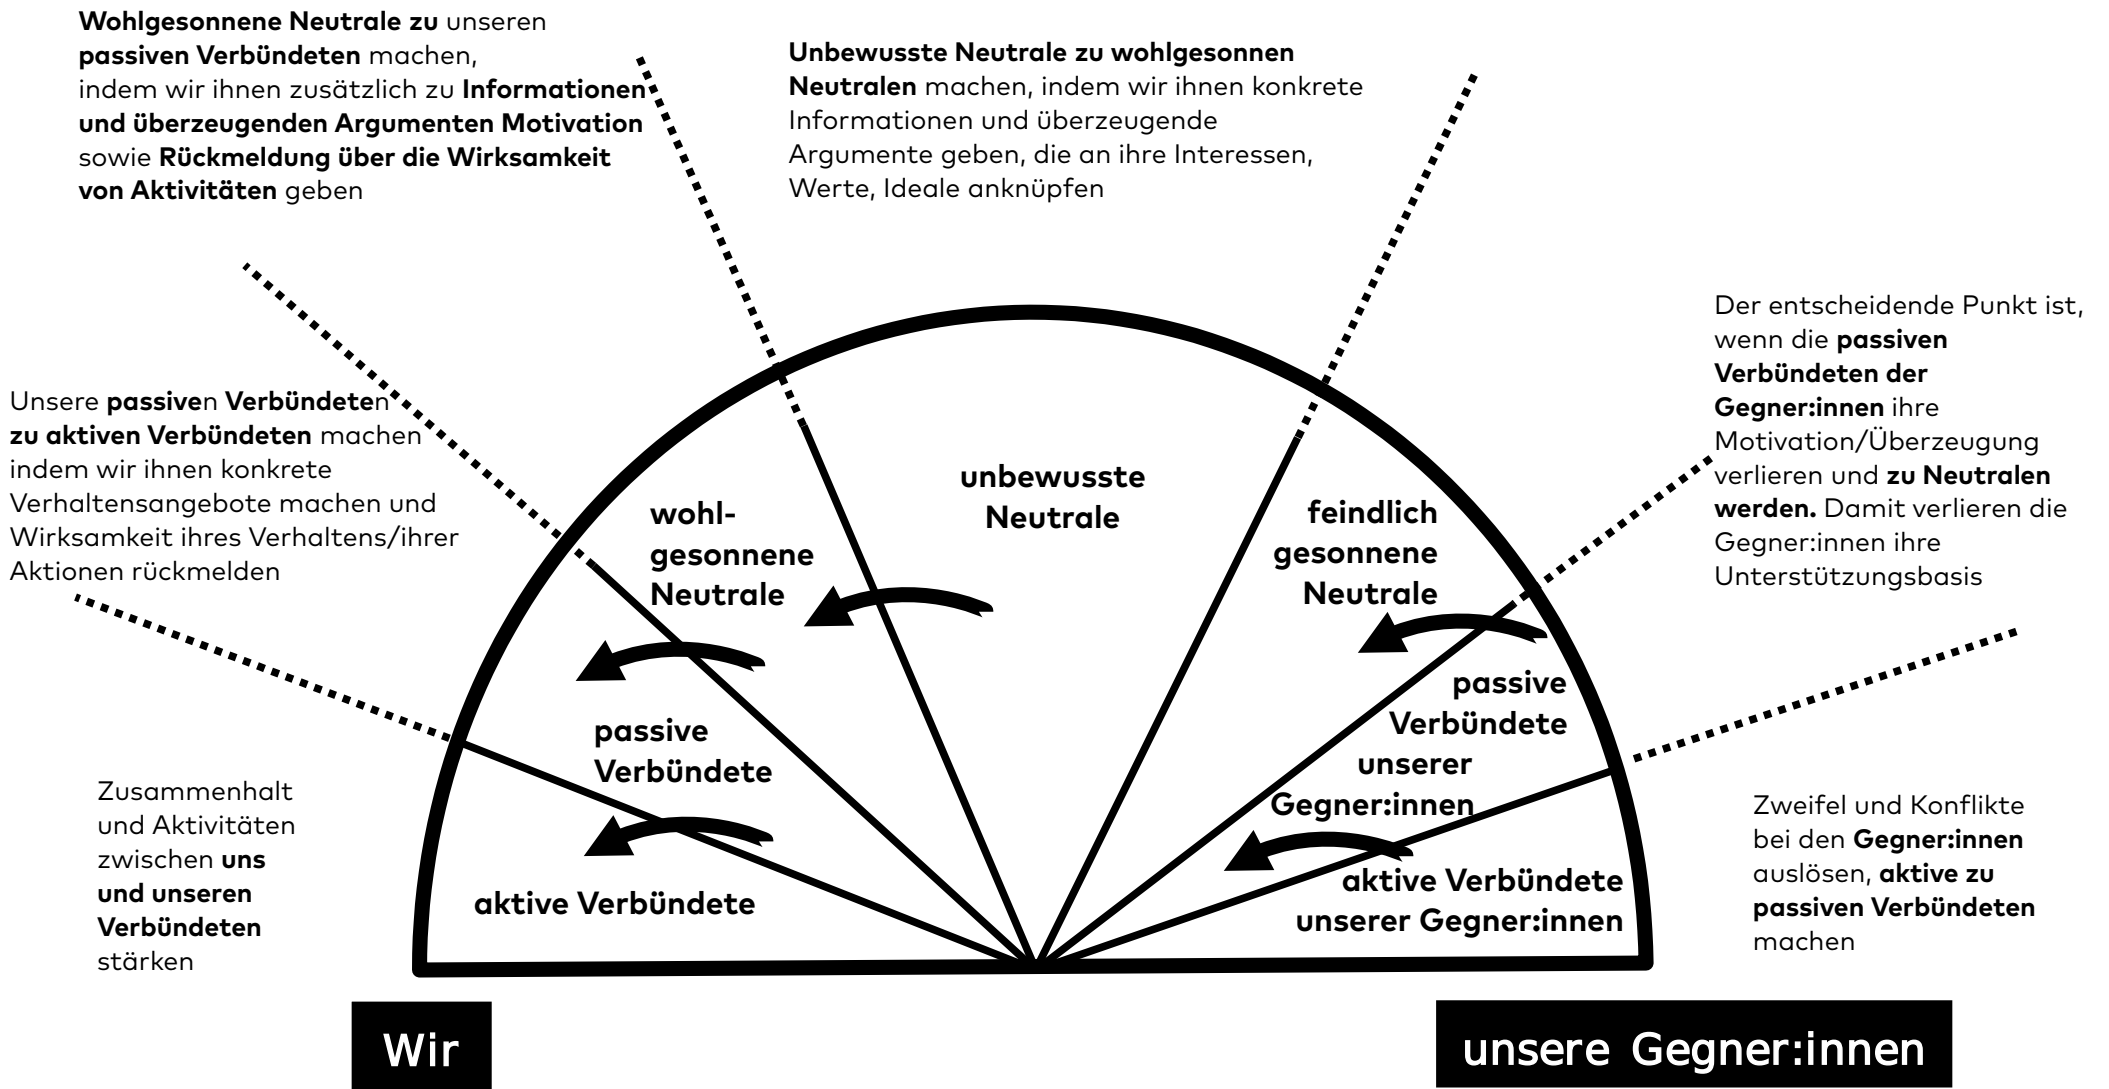 Wohlgesonnene Neutrale zu unseren
passiven Verbündeten machen,
indem wir ihnen zusätzlich zu Informationen
und überzeugenden Argumenten Motivation
sowie Rückmeldung über die Wirksamkeit
von Aktivitäten geben
Unbewusste Neutrale zu wohlgesonnen
Neutralen machen, indem wir ihnen konkrete
Informationen und überzeugende
Argumente geben, die an ihre Interessen,
Werte, Ideale anknüpfen
Der entscheidende Punkt ist,
wenn die passiven
Verbündeten der
Gegner:innen ihre
Motivation/Überzeugung
verlieren und zu Neutralen
werden. Damit verlieren die
Gegner:innen ihre
Unterstützungsbasis
Unsere passiven Verbündeten
zu aktiven Verbündeten machen
indem wir ihnen konkrete
Verhaltensangebote machen und
Wirksamkeit ihres Verhaltens/ihrer
Aktionen rückmelden
unbewusste
Neutrale
wohl-
gesonnene
Neutrale
feindlich
gesonnene
Neutrale
passive
Verbündete
passive
Verbündete
unserer
Gegner:innen
aktive Verbündete
aktive Verbündete
unserer Gegner:innen
Zusammenhalt
und Aktivitäten
zwischen uns
und unseren
Verbündeten
stärken
Zweifel und Konflikte
bei den Gegner:innen
auslösen, aktive zu
passiven Verbündeten
machen
Wir
unsere Gegner:innen